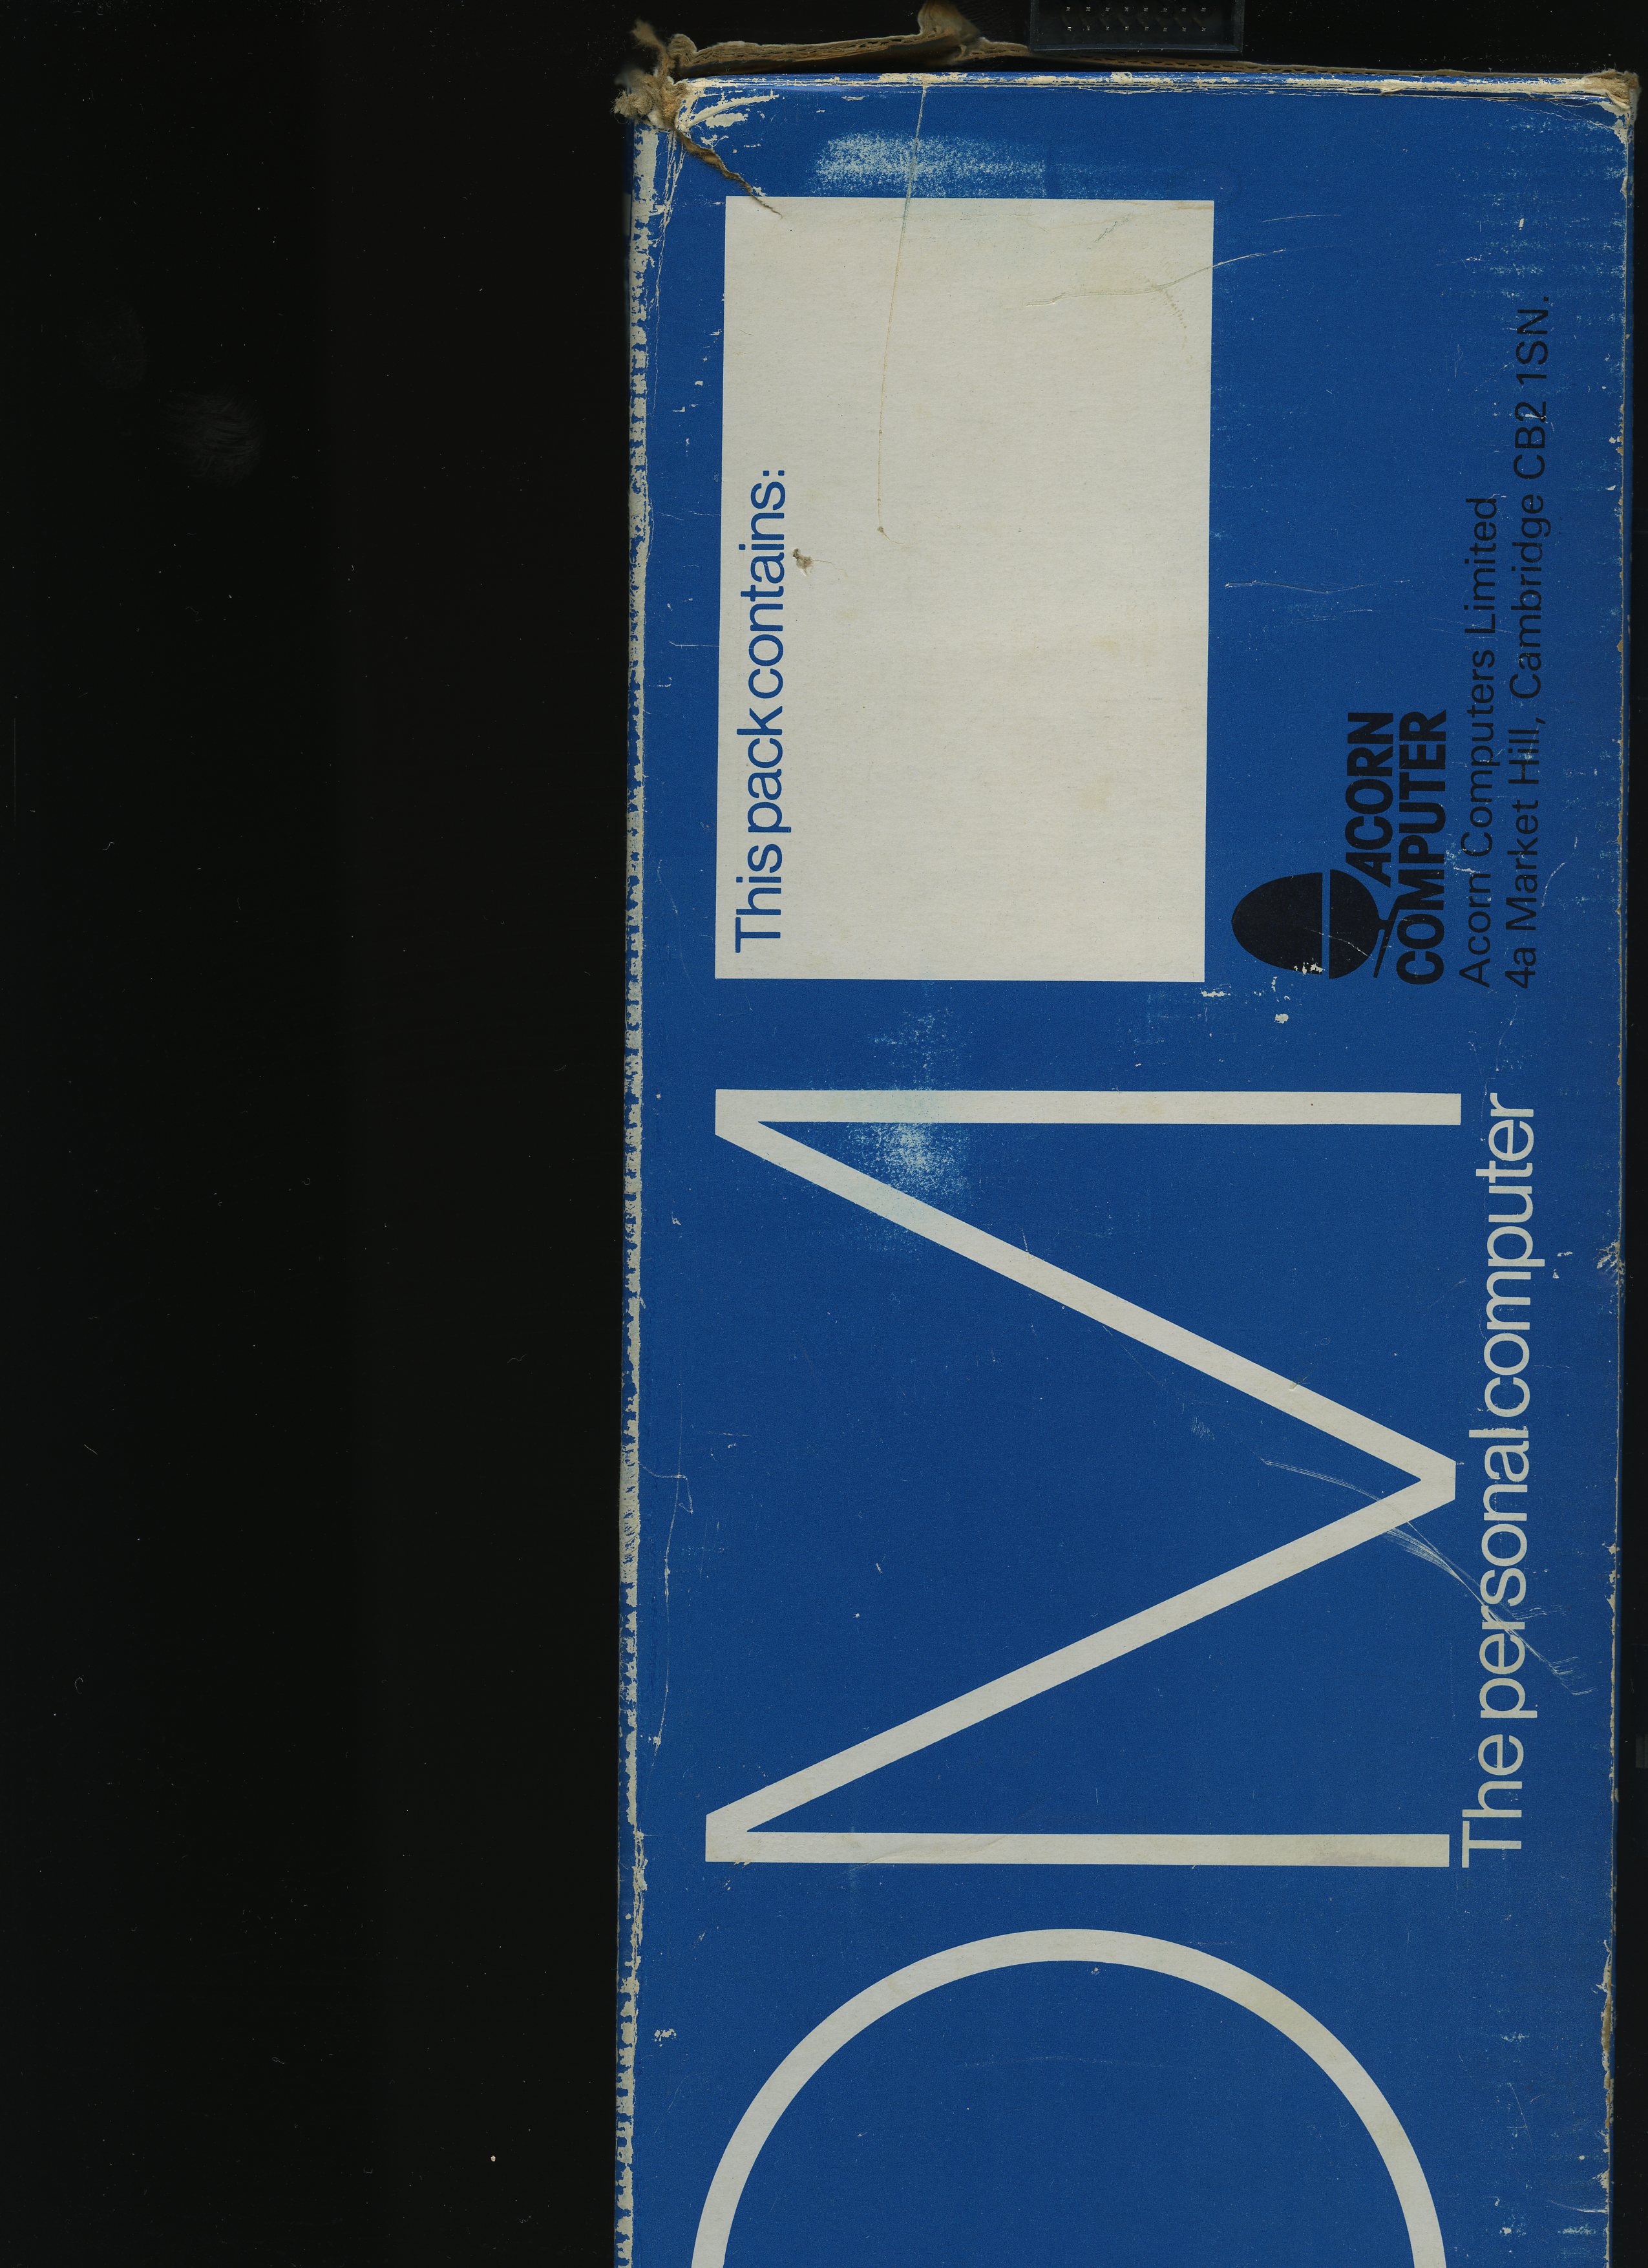 OM
The personal computer
This pack contains:
ACORN
COMPUTER
Acorn Computers Limited
4a Market Hill, Cambridge CB2 1SN.